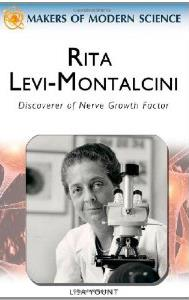 MAKERS OF MODERN SCIENCE
RITA
LEVI-MONTALCINI
Discoverer of Nerve Growth Factor
LISA YOUNT